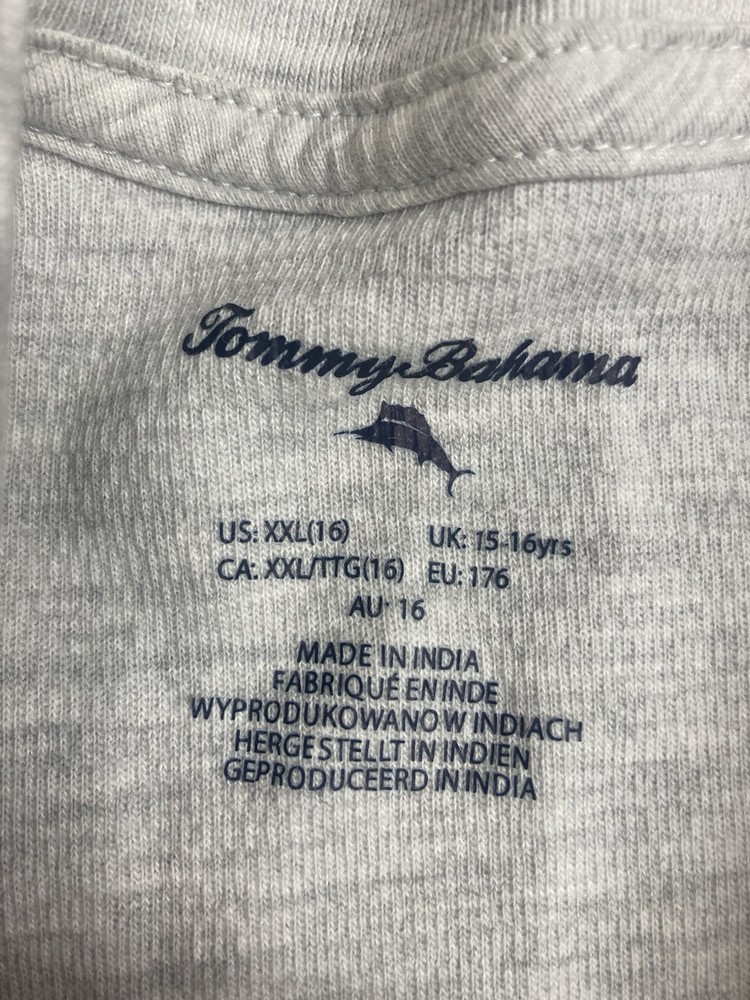 Tommy Bahama
US: XXL(16) UK: 15-16yrs
CA: XXL/TTG(16) EU: 176
AU: 16
MADE IN INDIA
FABRIQUÉ EN INDE
WYPRODUKOWANO W INDIACH
HERGESTELLT IN INDIEN
GEPRODUCEERD IN INDIA